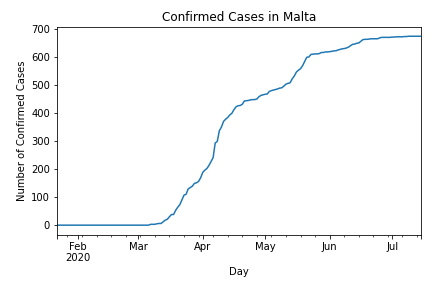 Confirmed Cases in Malta
700
600
500
400
300
200
100
0
Number of Confirmed Cases
Feb Mar Apr May Jun Jul
2020
Day